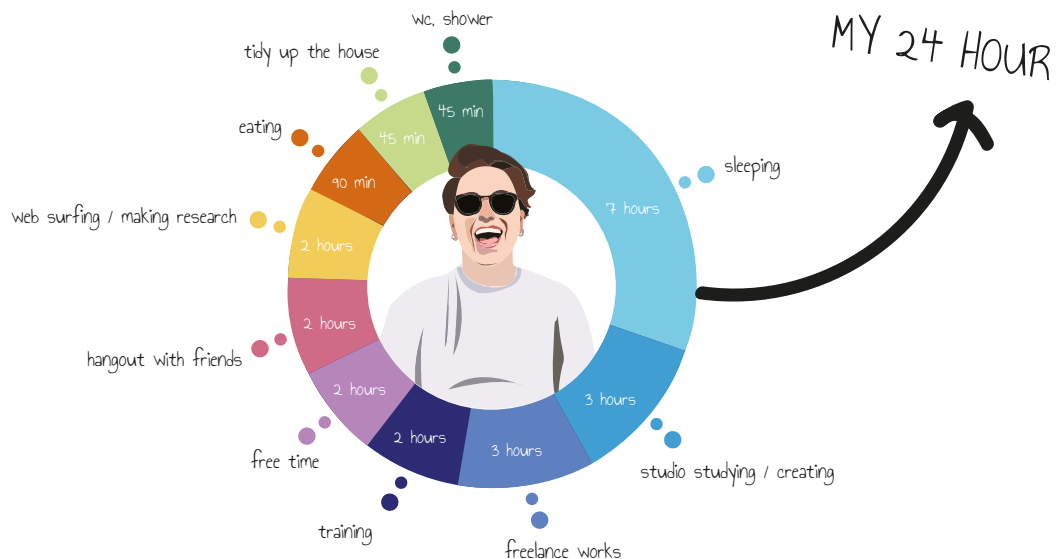 MY 24 HOUR
wc, shower
45 min
tidy up the house
45 min
eating
90 min
web surfing / making research
2 hours
hangout with friends
2 hours
free time
2 hours
training
2 hours
freelance works
3 hours
studio studying / creating
3 hours
sleeping
7 hours